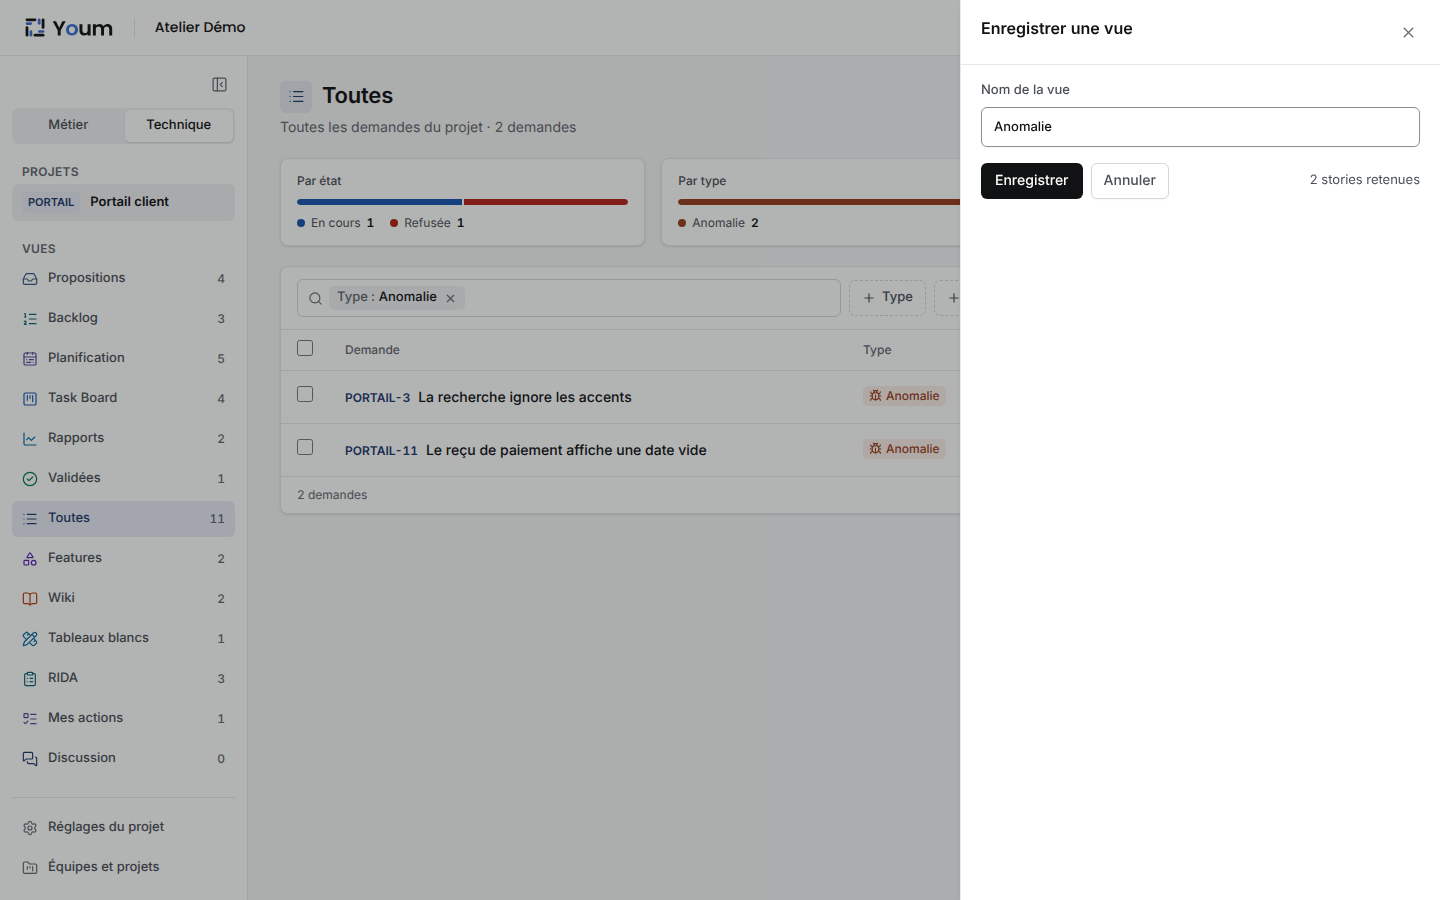 Youm
Atelier Démo
Métier
Technique
PROJETS
PORTAIL Portail client
VUES
Propositions 4
Backlog 3
Planification 5
Task Board 4
Rapports 2
Validées 1
Toutes 11
Features 2
Wiki 2
Tableaux blancs 1
RIDA 3
Mes actions 1
Discussion 0
Réglages du projet
Équipes et projets
Toutes
Toutes les demandes du projet · 2 demandes
Par état
En cours 1 Refusée 1
Par type
Anomalie 2
Type : Anomalie
Type
Demande Type
PORTAIL-3 La recherche ignore les accents Anomalie
PORTAIL-11 Le reçu de paiement affiche une date vide Anomalie
2 demandes
Enregistrer une vue
Nom de la vue
Anomalie
Enregistrer Annuler 2 stories retenues